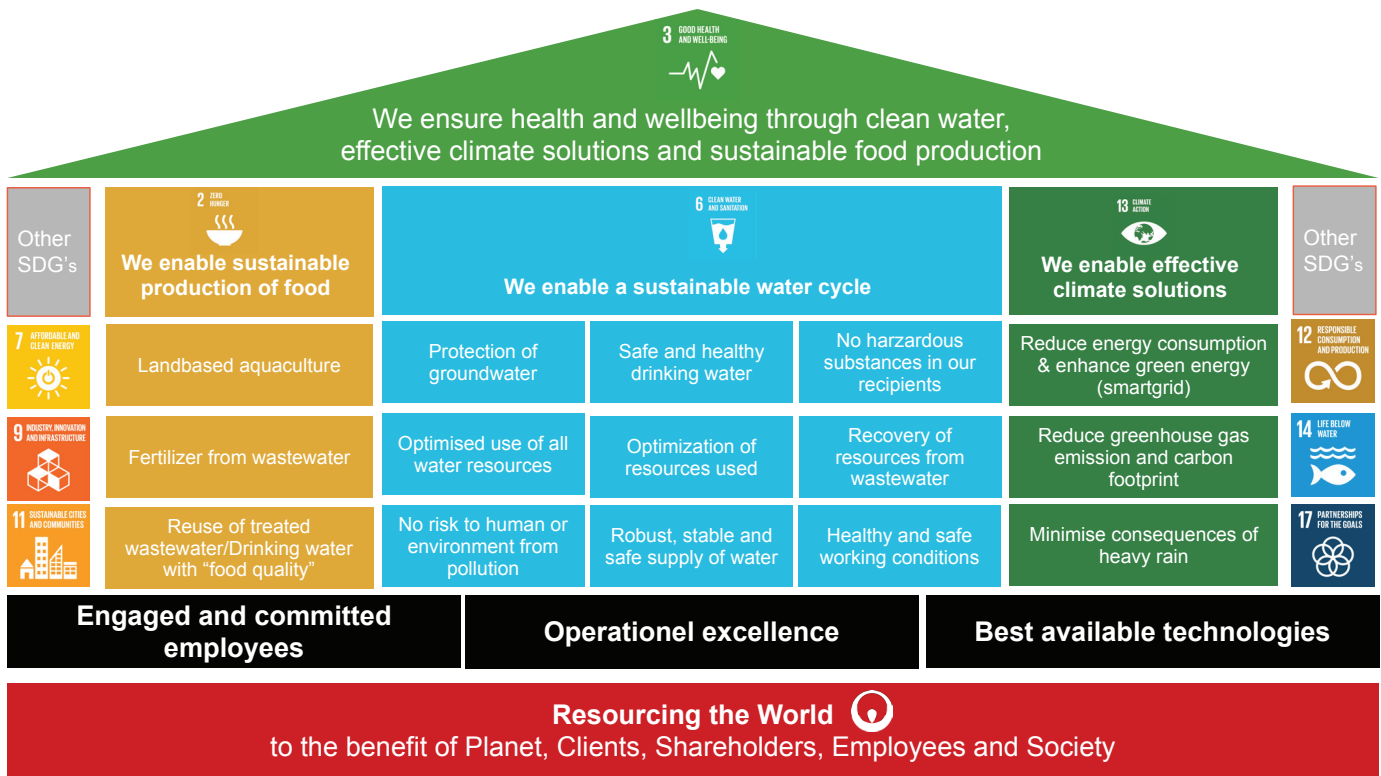 3 GOOD HEALTH
AND WELL-BEING
We ensure health and wellbeing through clean water,
effective climate solutions and sustainable food production
Other
SDG's
2 ZERO
HUNGER
We enable sustainable
production of food
6 CLEAN WATER
AND SANITATION
We enable a sustainable water cycle
13 CLIMATE
ACTION
We enable effective
climate solutions
Other
SDG's
7 AFFORDABLE AND
CLEAN ENERGY
Landbased aquaculture
Protection of
groundwater
Safe and healthy
drinking water
No harzardous
substances in our
recipients
Reduce energy consumption
& enhance green energy
(smartgrid)
12 RESPONSIBLE
CONSUMPTION
AND PRODUCTION
9 INDUSTRY, INNOVATION
AND INFRASTRUCTURE
Fertilizer from wastewater
Optimised use of all
water resources
Optimization of
resources used
Recovery of
resources from
wastewater
Reduce greenhouse gas
emission and carbon
footprint
14 LIFE BELOW
WATER
11 SUSTAINABLE CITIES
AND COMMUNITIES
Reuse of treated
wastewater/Drinking water
with “food quality”
No risk to human or
environment from
pollution
Robust, stable and
safe supply of water
Healthy and safe
working conditions
Minimise consequences of
heavy rain
17 PARTNERSHIPS
FOR THE GOALS
Engaged and committed
employees
Operationel excellence
Best available technologies
Resourcing the World
to the benefit of Planet, Clients, Shareholders, Employees and Society